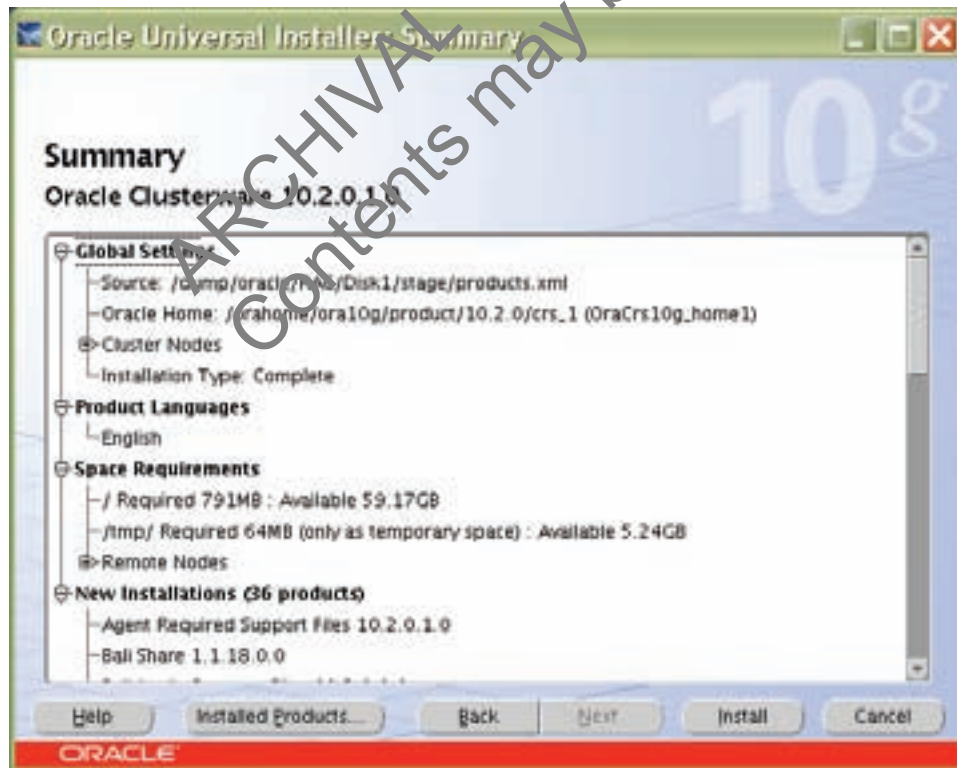 Oracle Universal Installer: Summary
10g
Summary
Oracle Clusterware 10.2.0.1.0
ARCHIVAL
Contents may
Global Settings
Source: /dump/oracle/ /Disk1/stage/products.xml
Oracle Home: /orahome/ora10g/product/10.2.0/crs_1 (OraCrs10g_home1)
Cluster Nodes
Installation Type: Complete
Product Languages
English
Space Requirements
/ Required 791MB : Available 59.17GB
/tmp/ Required 64MB (only as temporary space) : Available 5.24GB
Remote Nodes
New Installations (36 products)
Agent Required Support Files 10.2.0.1.0
Bali Share 1.1.18.0.0
Help
Installed Products...
Back
Next
Install
Cancel
ORACLE